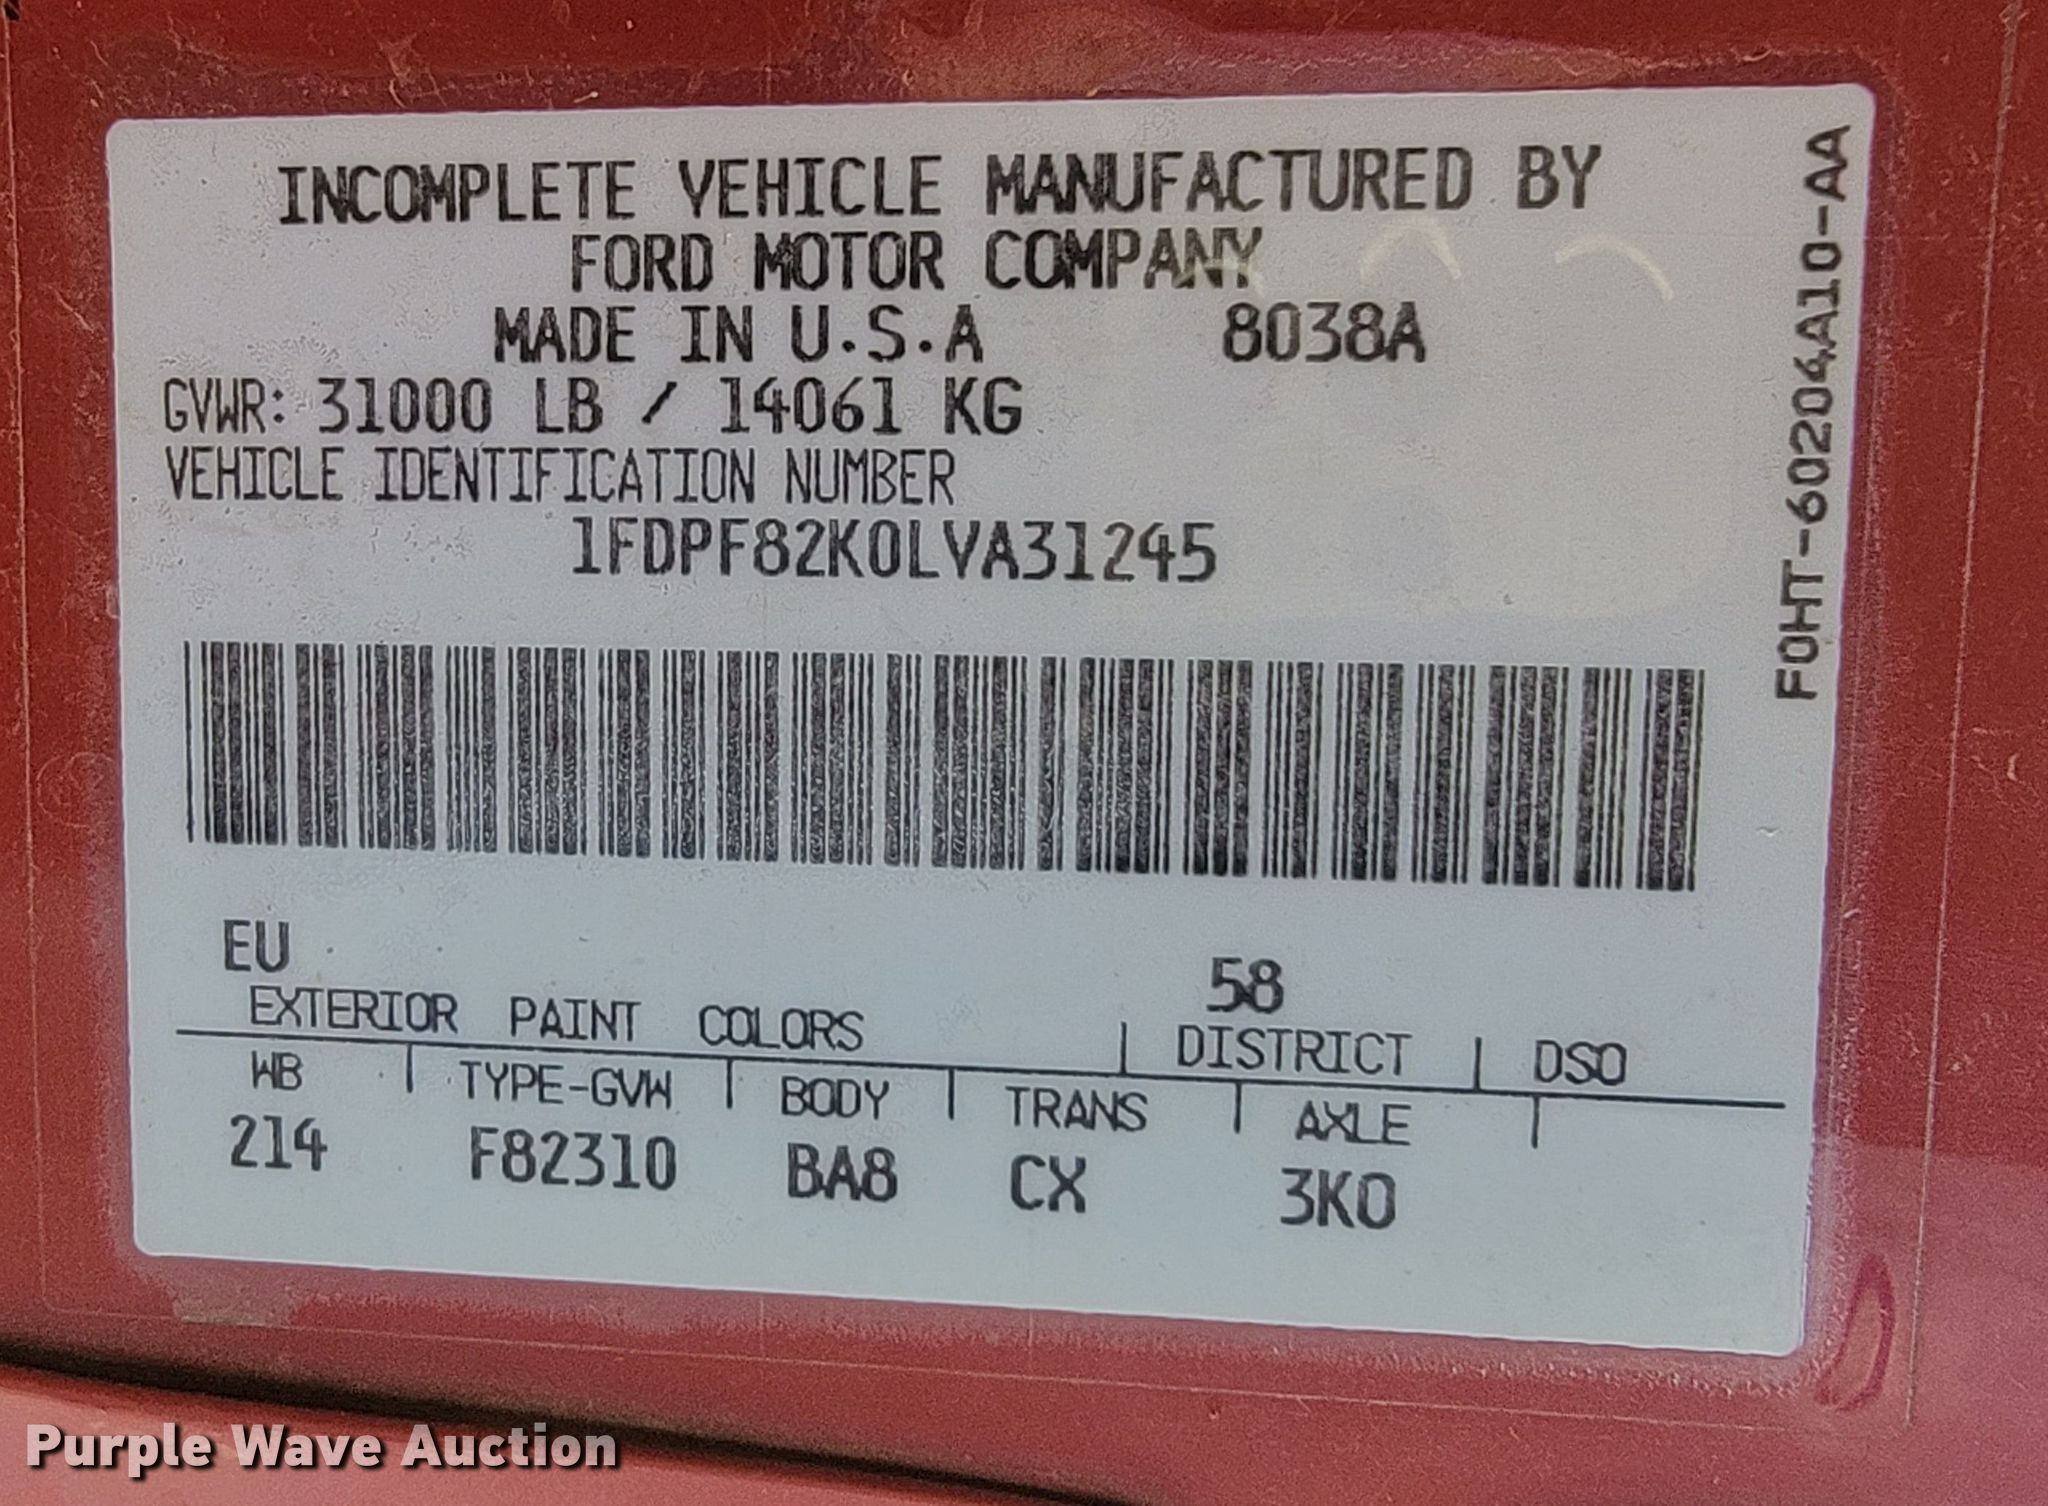 INCOMPLETE VEHICLE MANUFACTURED BY
FORD MOTOR COMPANY
MADE IN U.S.A 8038A
GVWR: 31000 LB / 14061 KG
VEHICLE IDENTIFICATION NUMBER
1FDPF82K0LVA31245
F0HT-60204A10-AA
EU 58
EXTERIOR PAINT COLORS DISTRICT DSO
WB TYPE-GVW BODY TRANS AXLE
214 F82310 BA8 CX 3K0
Purple Wave Auction